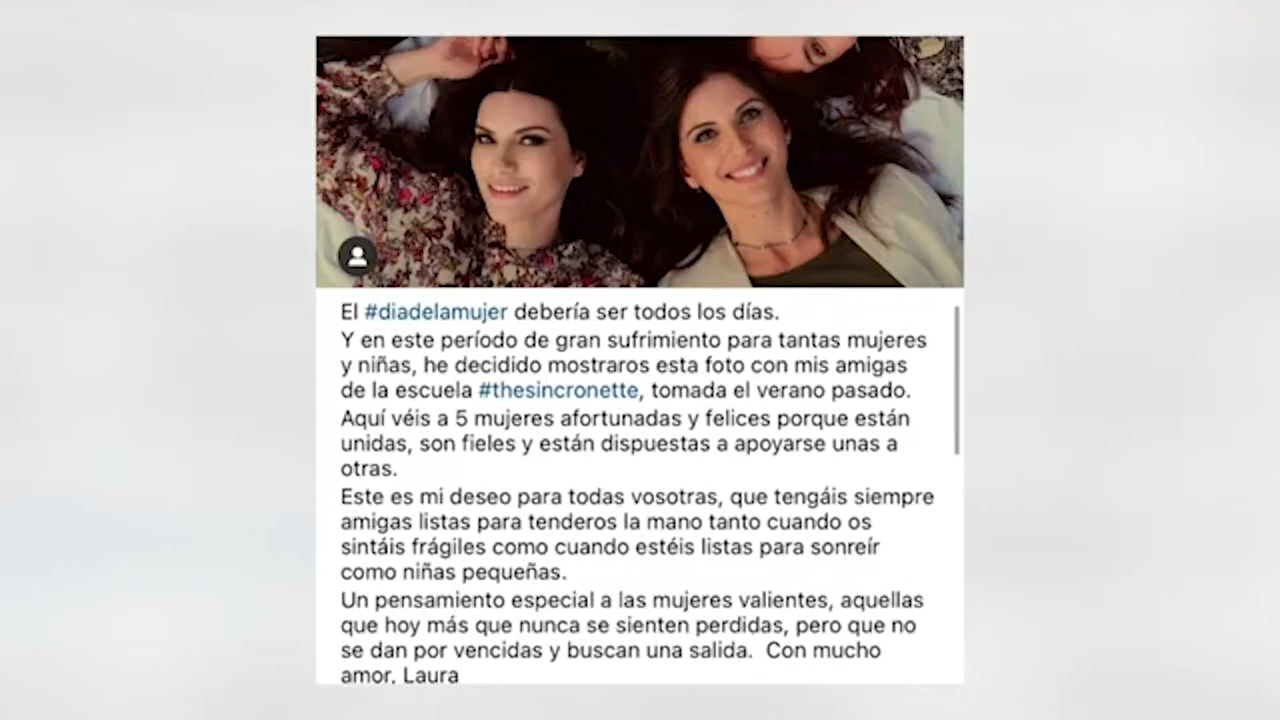 El #diadelamujer debería ser todos los días.
Y en este período de gran sufrimiento para tantas mujeres
y niñas, he decidido mostraros esta foto con mis amigas
de la escuela #thesincronette, tomada el verano pasado.
Aquí véis a 5 mujeres afortunadas y felices porque están
unidas, son fieles y están dispuestas a apoyarse unas a
otras.
Este es mi deseo para todas vosotras, que tengáis siempre
amigas listas para tenderos la mano tanto cuando os
sintáis frágiles como cuando estéis listas para sonreír
como niñas pequeñas.
Un pensamiento especial a las mujeres valientes, aquellas
que hoy más que nunca se sienten perdidas, pero que no
se dan por vencidas y buscan una salida.  Con mucho
amor, Laura